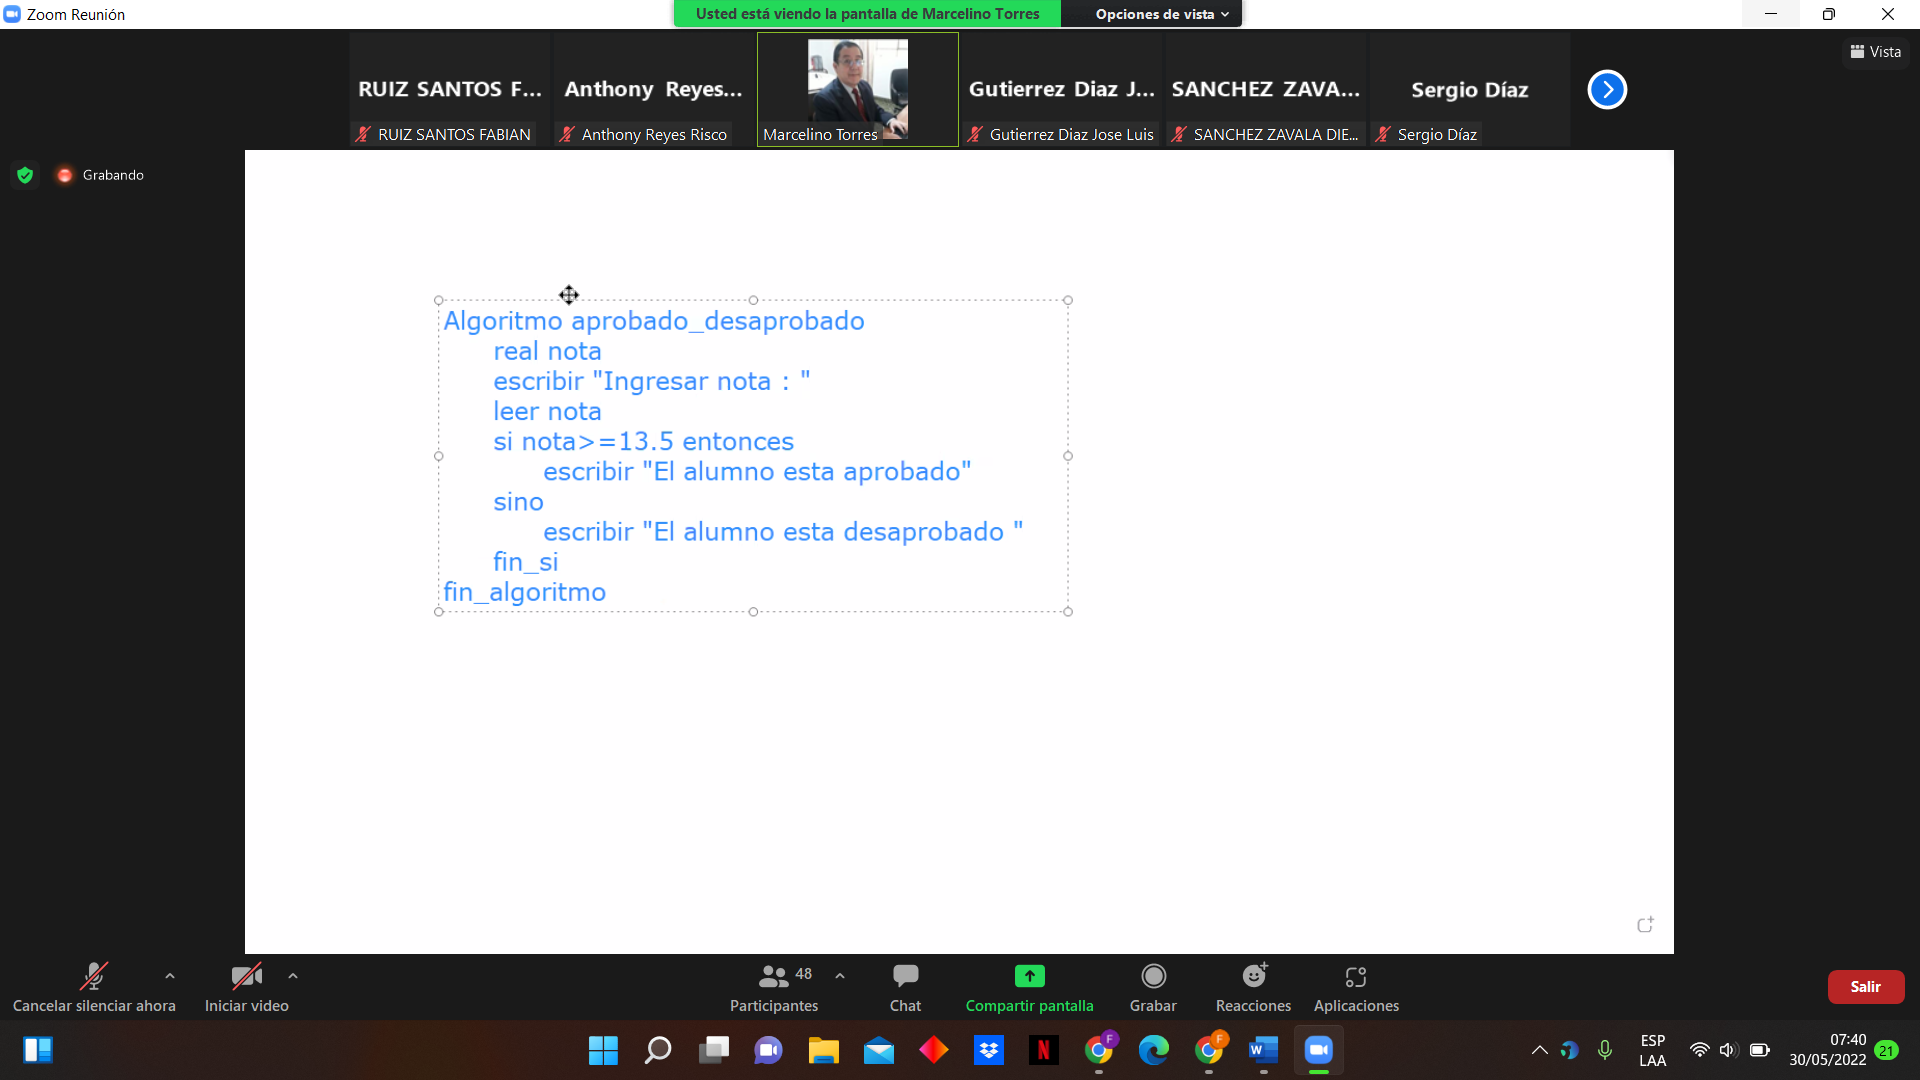 Zoom Reunión
Usted está viendo la pantalla de Marcelino Torres
Opciones de vista
Vista
RUIZ SANTOS F...
Anthony Reyes...
Gutierrez Diaz J...
SANCHEZ ZAVA...
Sergio Díaz
RUIZ SANTOS FABIAN
Anthony Reyes Risco
Marcelino Torres
Gutierrez Diaz Jose Luis
SANCHEZ ZAVALA DIE...
Sergio Díaz
Grabando
Algoritmo aprobado_desaprobado
real nota
escribir "Ingresar nota : "
leer nota
si nota>=13.5 entonces
escribir "El alumno esta aprobado"
sino
escribir "El alumno esta desaprobado "
fin_si
fin_algoritmo
Cancelar silenciar ahora
Iniciar video
48
Participantes
Chat
Compartir pantalla
Grabar
Reacciones
Aplicaciones
Salir
F
F
W
N
ESP
LAA
07:40
30/05/2022
21